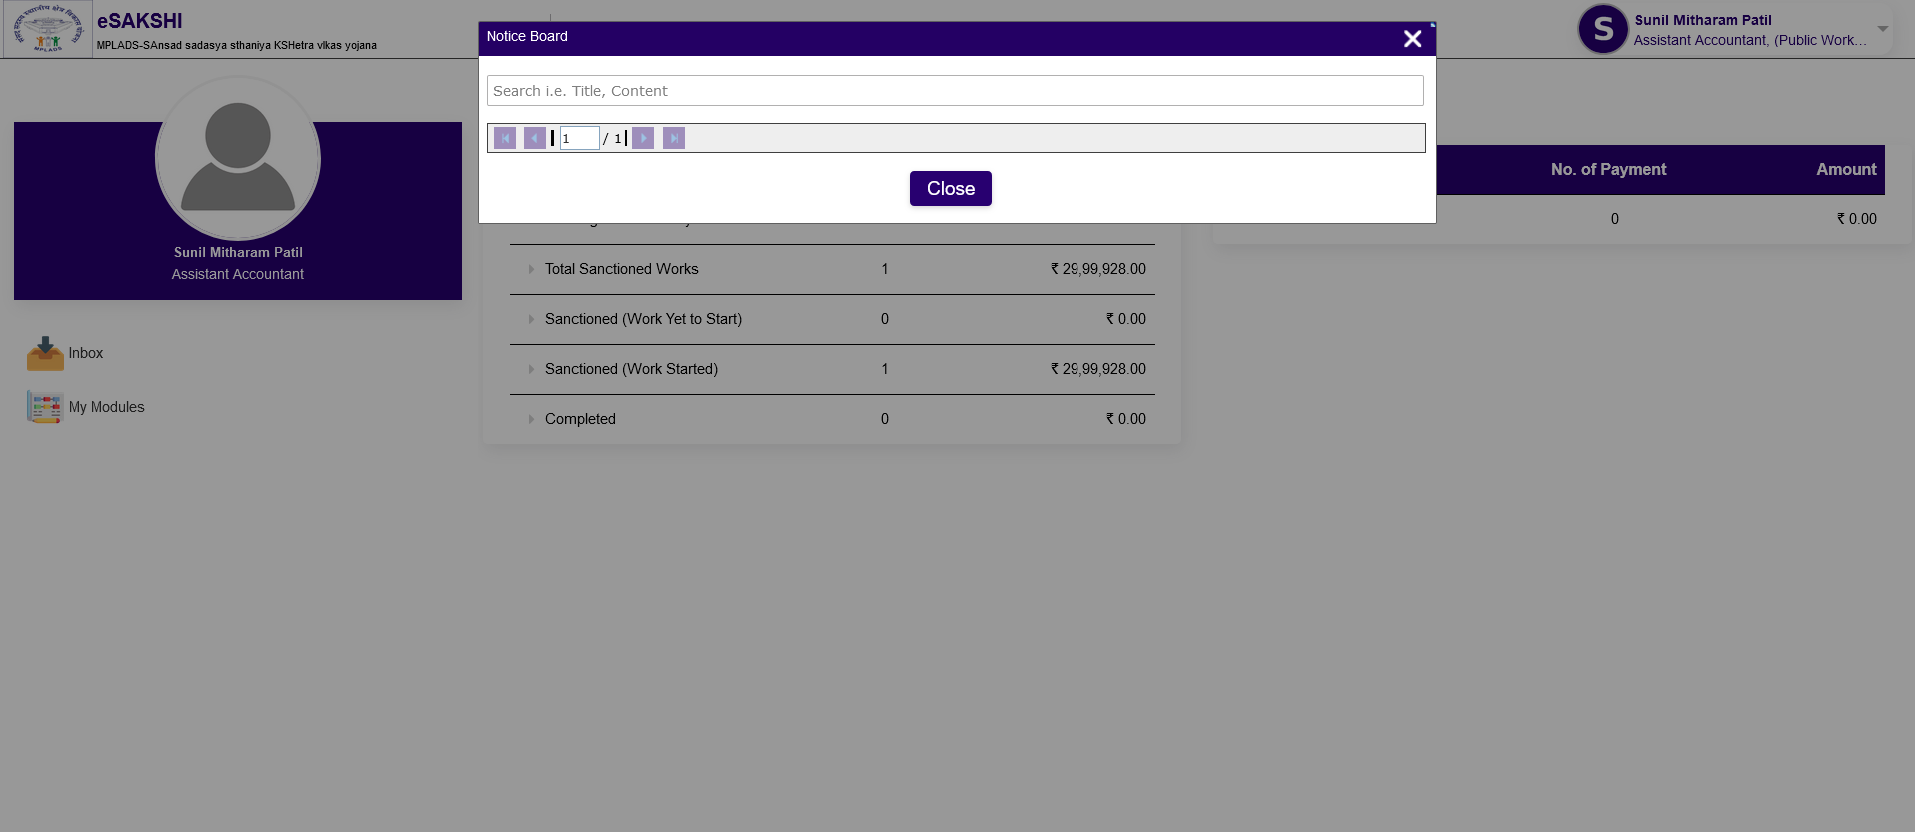 eSAKSHI
MPLADS-SAnsad sadasya sthaniya KSHetra vIkas yojana
MPLADS
Notice Board
S
Sunil Mitharam Patil
Assistant Accountant, (Public Work...
Search i.e. Title, Content
1 / 1
Close
Sunil Mitharam Patil
Assistant Accountant
Inbox
My Modules
No. of Payment Amount
0 ₹ 0.00
Total Sanctioned Works 1 ₹ 29,99,928.00
Sanctioned (Work Yet to Start) 0 ₹ 0.00
Sanctioned (Work Started) 1 ₹ 29,99,928.00
Completed 0 ₹ 0.00